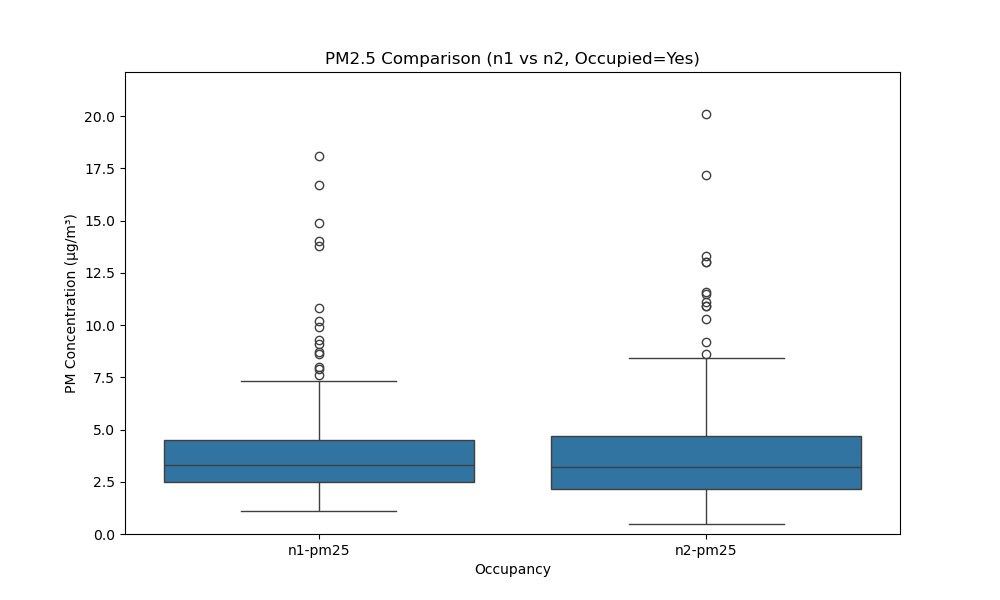 PM2.5 Comparison (n1 vs n2, Occupied=Yes)
PM Concentration (µg/m³)
20.0
17.5
15.0
12.5
10.0
7.5
5.0
2.5
0.0
n1-pm25
n2-pm25
Occupancy